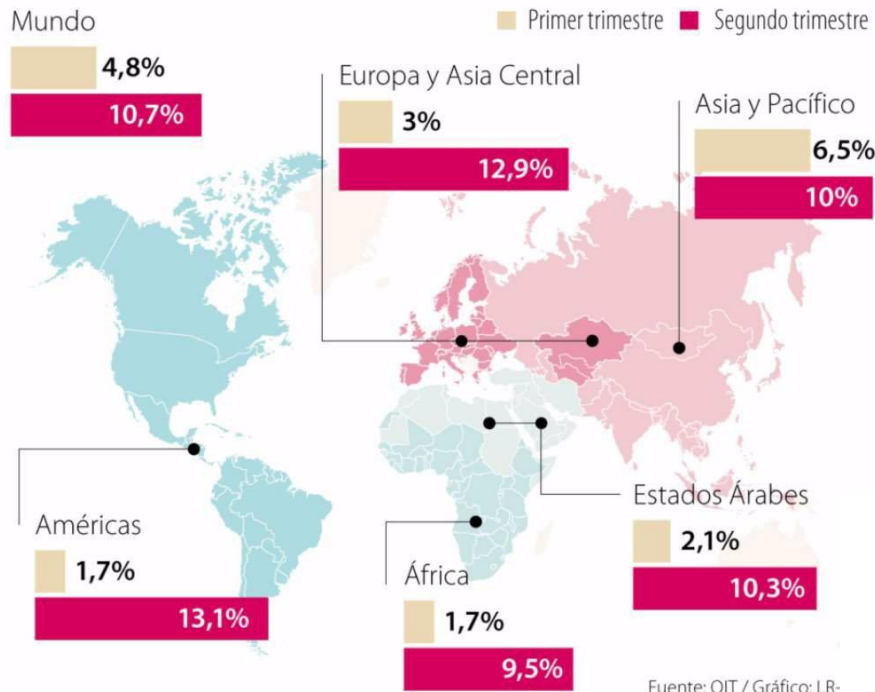 Mundo
4,8%
10,7%
Primer trimestre
Segundo trimestre
Europa y Asia Central
3%
12,9%
Asia y Pacífico
6,5%
10%
Américas
1,7%
13,1%
África
1,7%
9,5%
Estados Árabes
2,1%
10,3%
Fuente: OIT / Gráfico: LR-